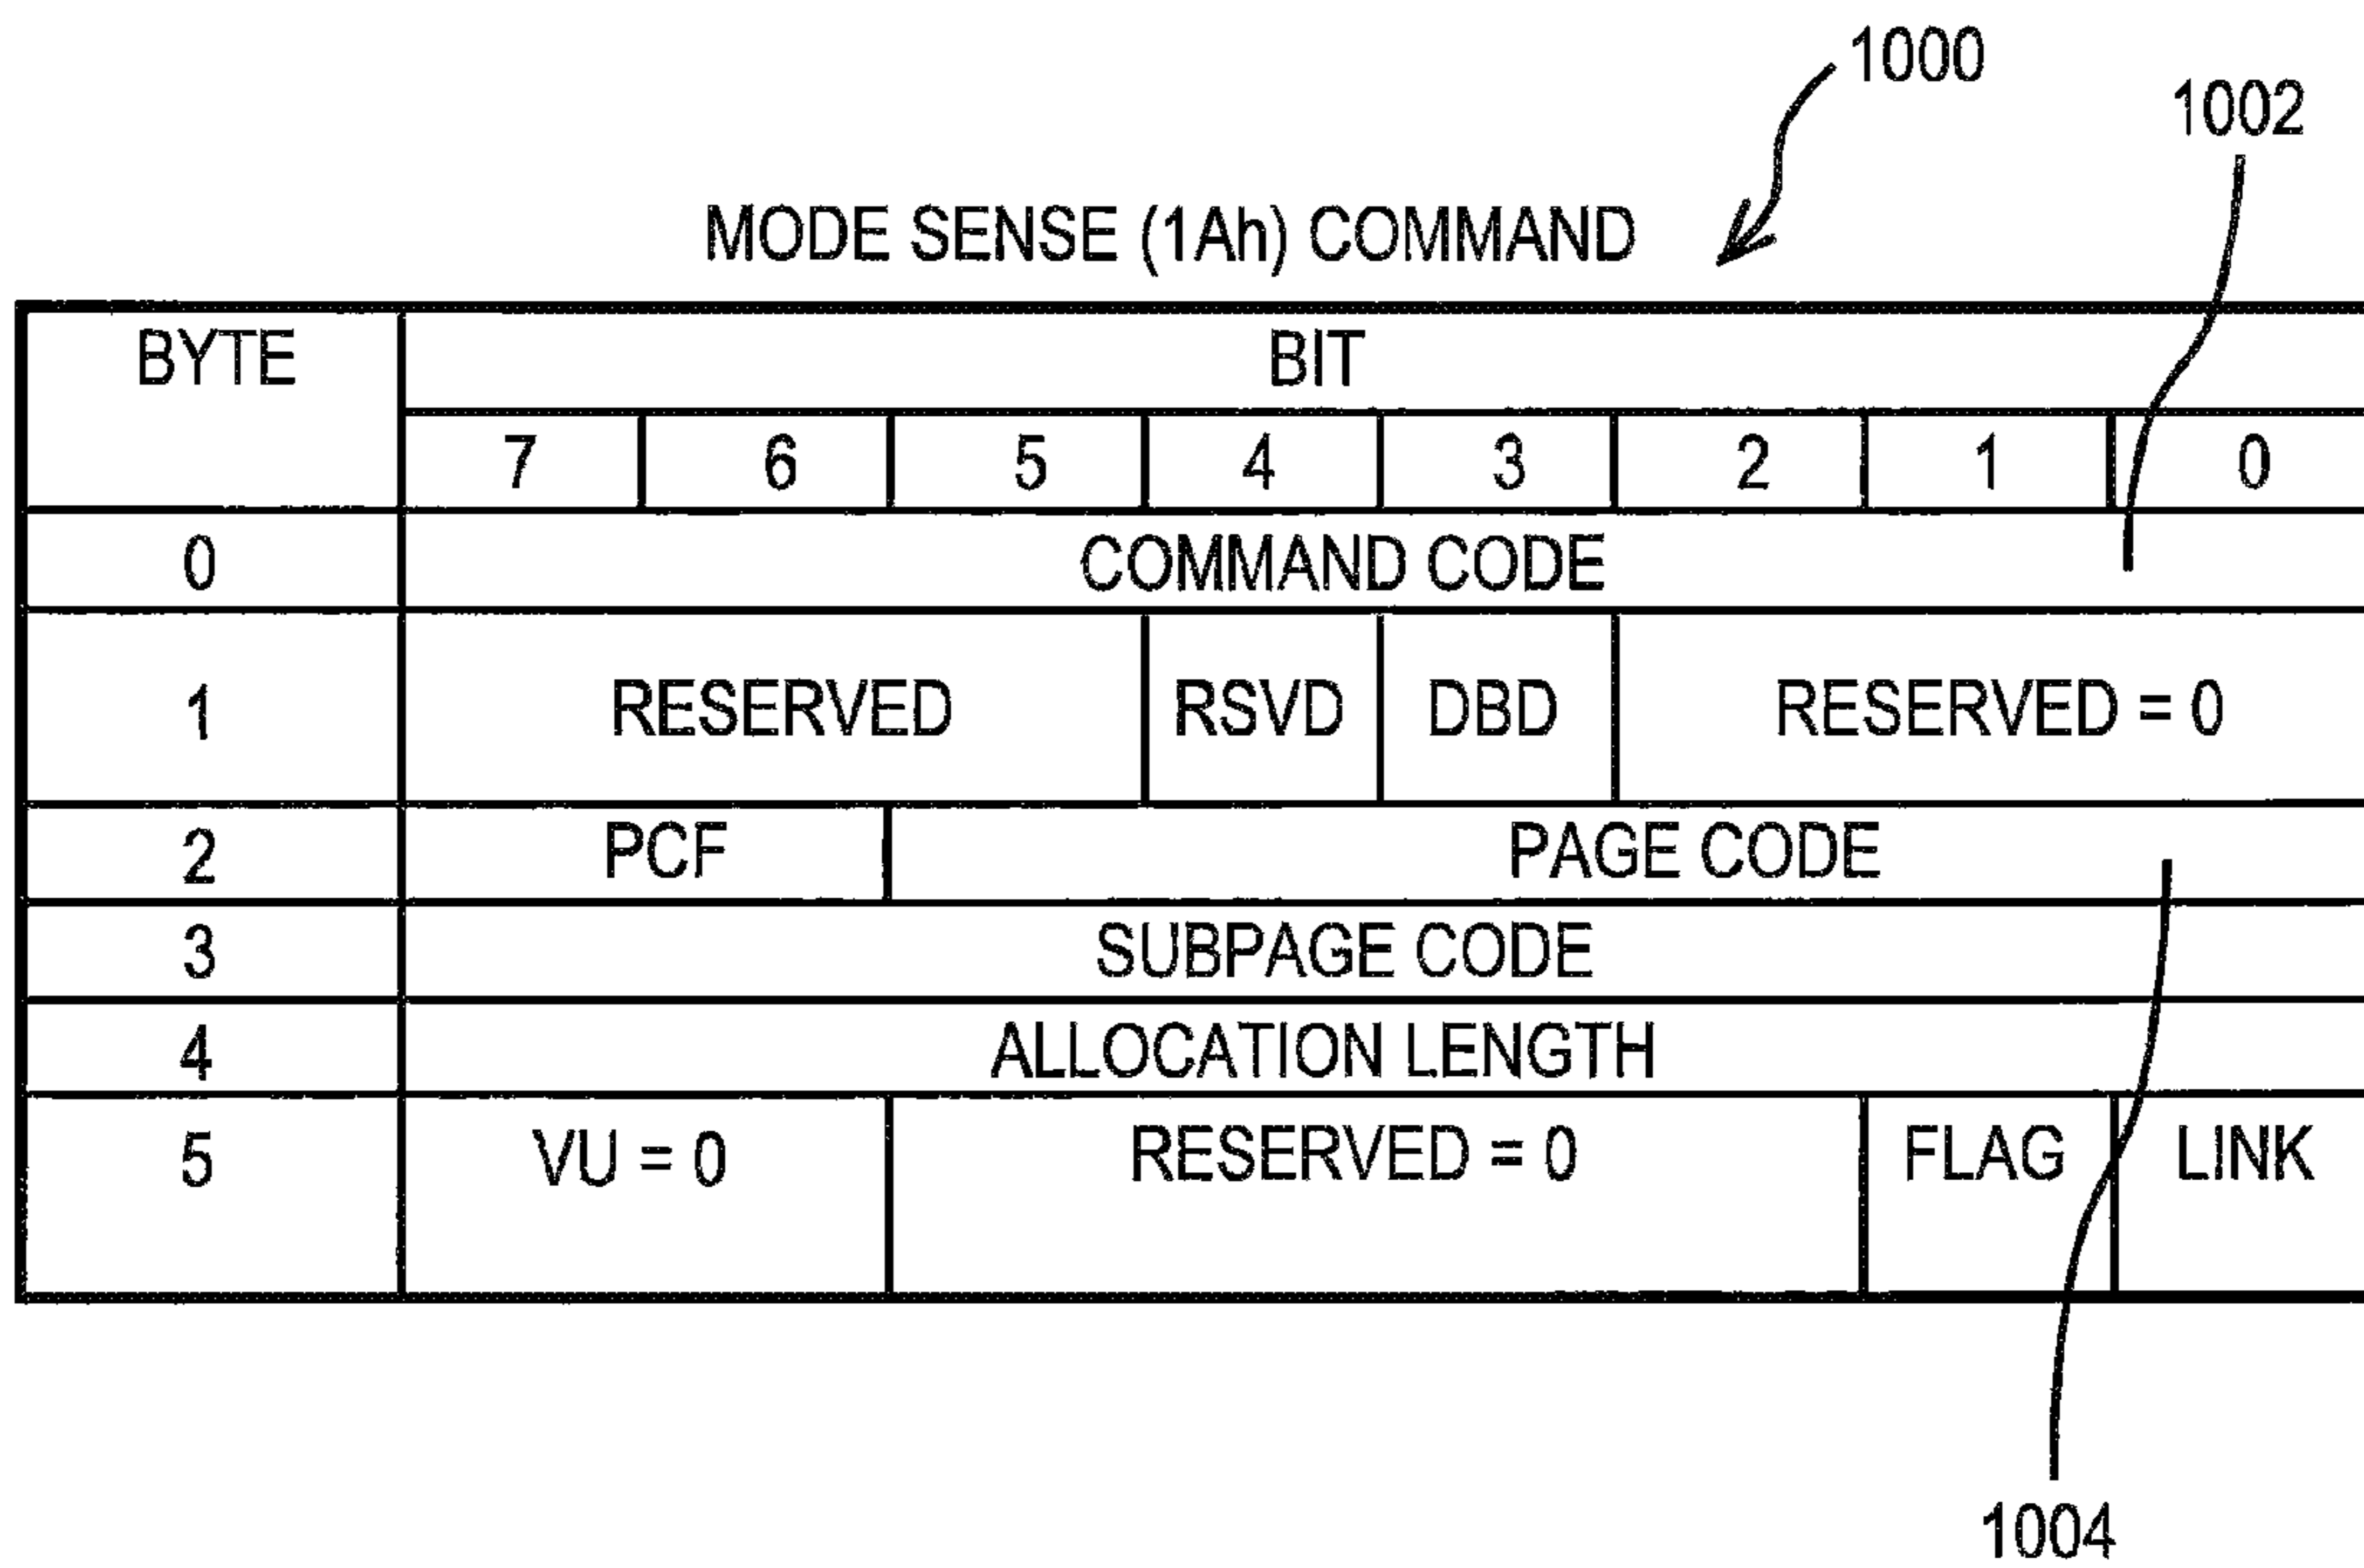 1000
1002
MODE SENSE (1Ah) COMMAND
BYTE BIT
7 6 5 4 3 2 1 0
0 COMMAND CODE
1 RESERVED RSVD DBD RESERVED = 0
2 PCF PAGE CODE
3 SUBPAGE CODE
4 ALLOCATION LENGTH
5 VU = 0 RESERVED = 0 FLAG LINK
1004